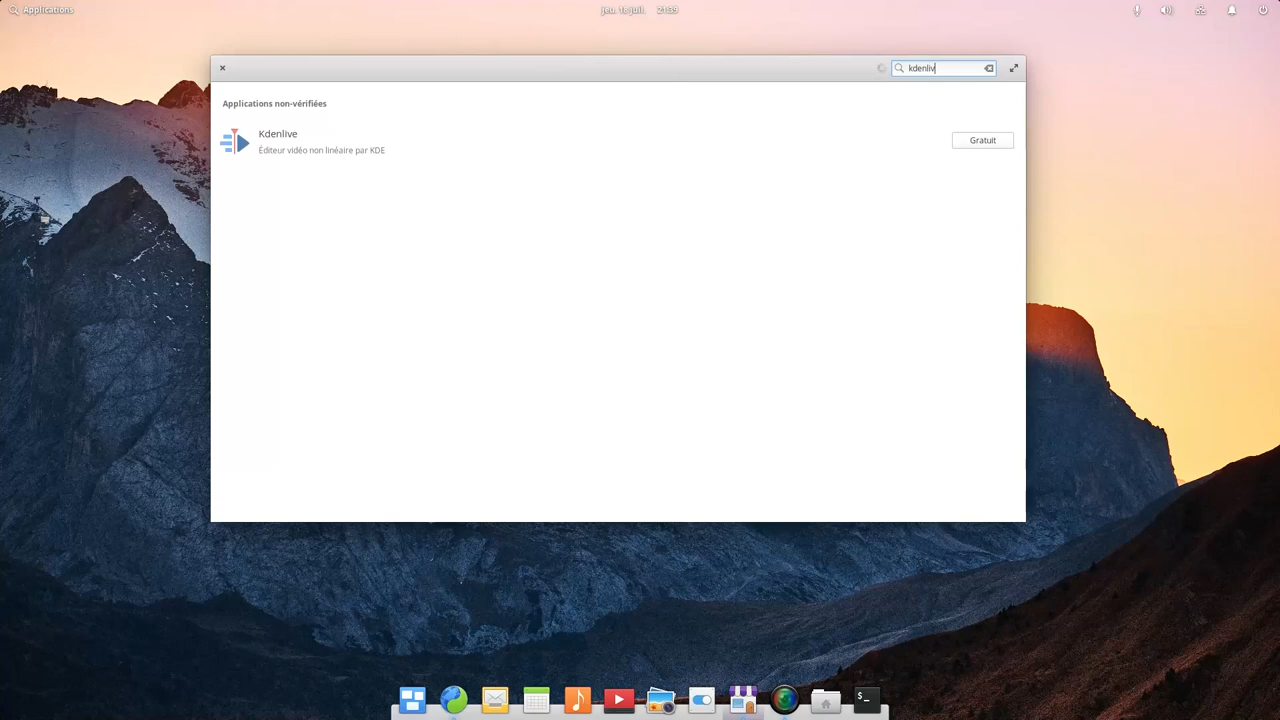 Applications
jeu. 18 juil. 21:39
kdenliv
Applications non-vérifiées
Kdenlive
Éditeur vidéo non linéaire par KDE
Gratuit
$_